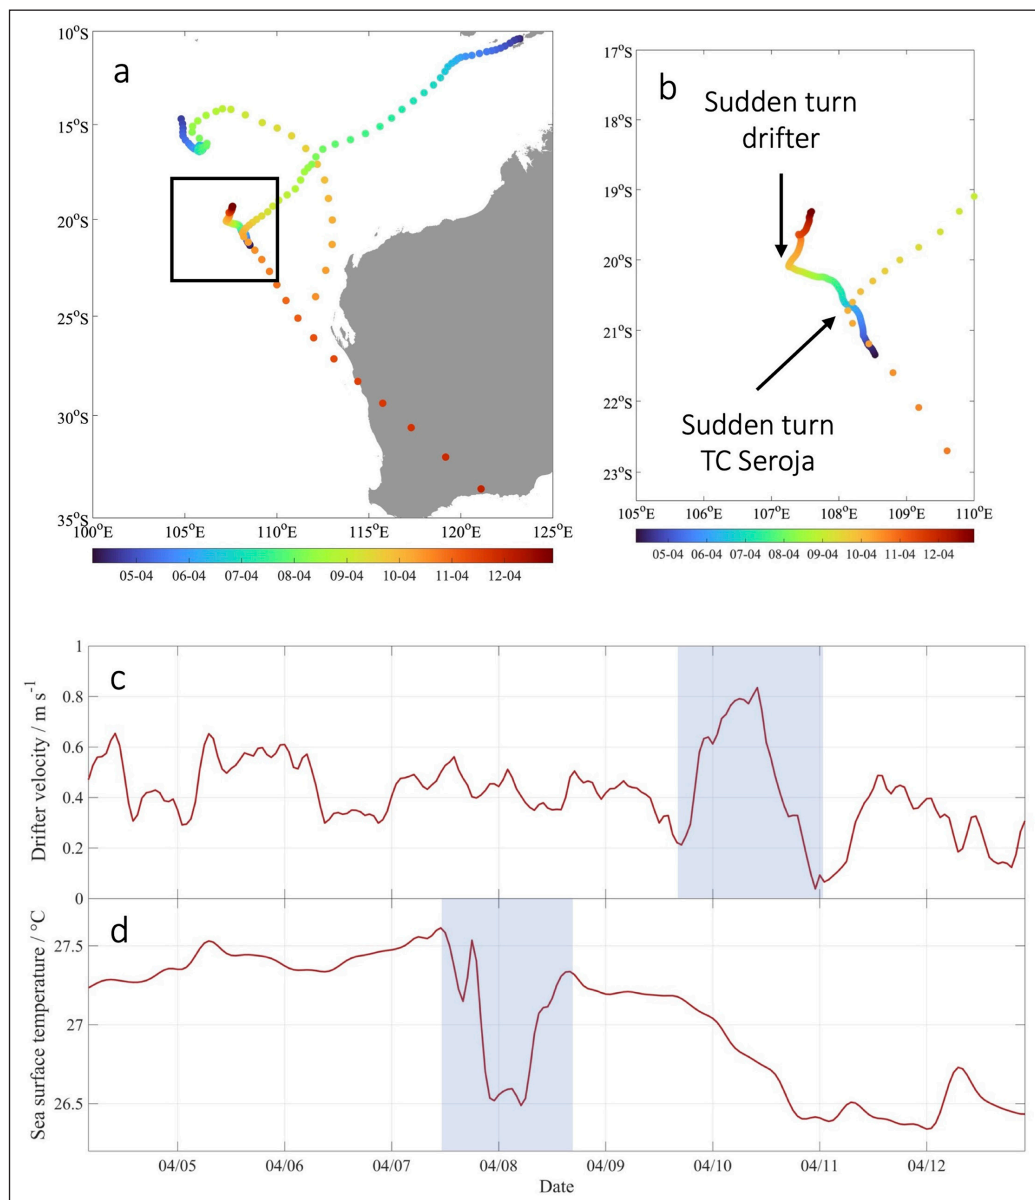 a
10°S
15°S
20°S
25°S
30°S
35°S
100°E
105°E
110°E
115°E
120°E
125°E
05-04
06-04
07-04
08-04
09-04
10-04
11-04
12-04
b
Sudden turn
drifter
Sudden turn
TC Seroja
17°S
18°S
19°S
20°S
21°S
22°S
23°S
105°E
106°E
107°E
108°E
109°E
110°E
05-04
06-04
07-04
08-04
09-04
10-04
11-04
12-04
c
Drifter velocity / m s⁻¹
1
0.8
0.6
0.4
0.2
0
d
Sea surface temperature / °C
27.5
27
26.5
04/05
04/06
04/07
04/08
04/09
04/10
04/11
04/12
Date